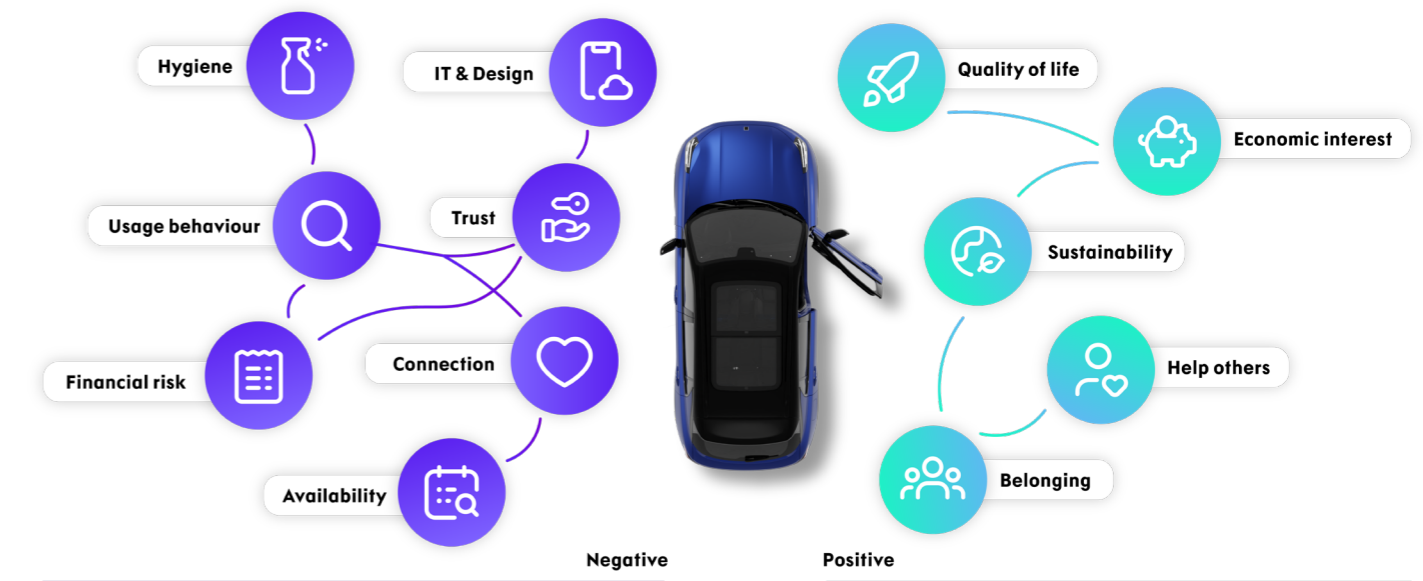 Hygiene
IT & Design
Usage behaviour
Trust
Financial risk
Connection
Availability
Negative
Quality of life
Economic interest
Sustainability
Help others
Belonging
Positive